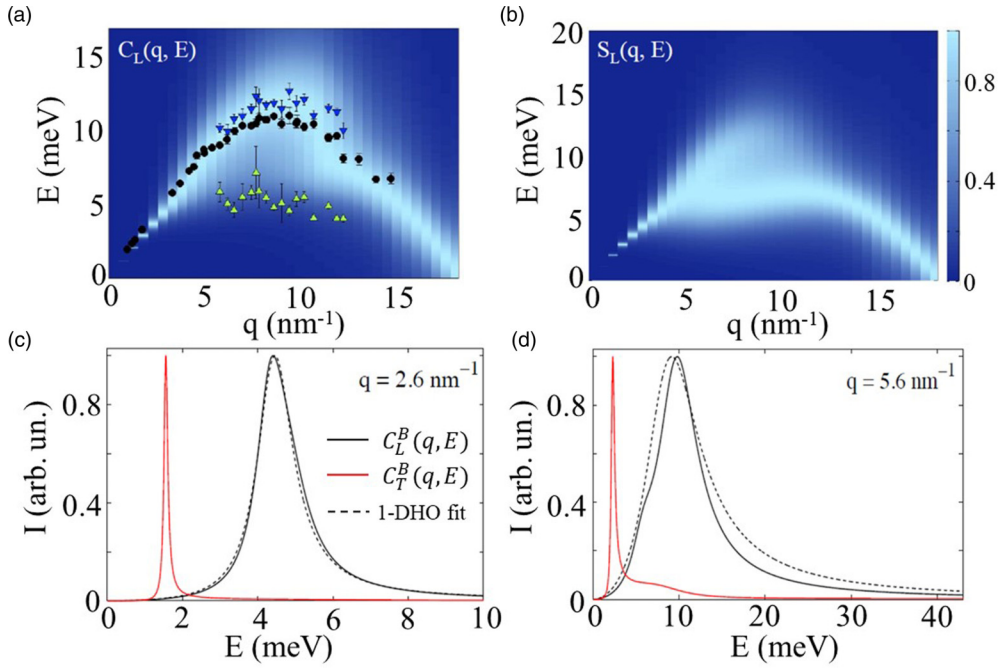 (a)
C_L(q, E)
E (meV)
15
10
5
0
0 5 10 15
q (nm⁻¹)
(b)
S_L(q, E)
E (meV)
20
15
10
5
0
0 5 10 15
q (nm⁻¹)
0.8
0.4
0
(c)
q = 2.6 nm⁻¹
I (arb. un.)
0.8
0.4
0
C_L^B(q, E)
C_T^B(q, E)
1-DHO fit
0 2 4 6 8 10
E (meV)
(d)
q = 5.6 nm⁻¹
I (arb. un.)
0.8
0.4
0
0 10 20 30 40
E (meV)